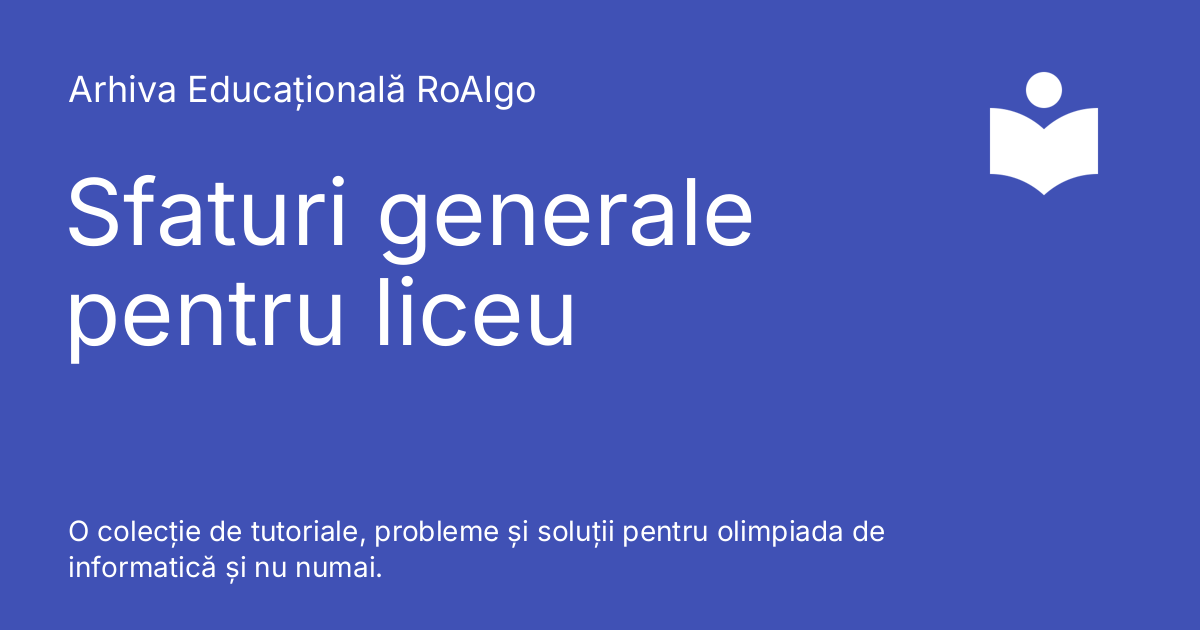 Arhiva Educațională RoAlgo
Sfaturi generale
pentru liceu
O colecție de tutoriale, probleme și soluții pentru olimpiada de
informatică și nu numai.